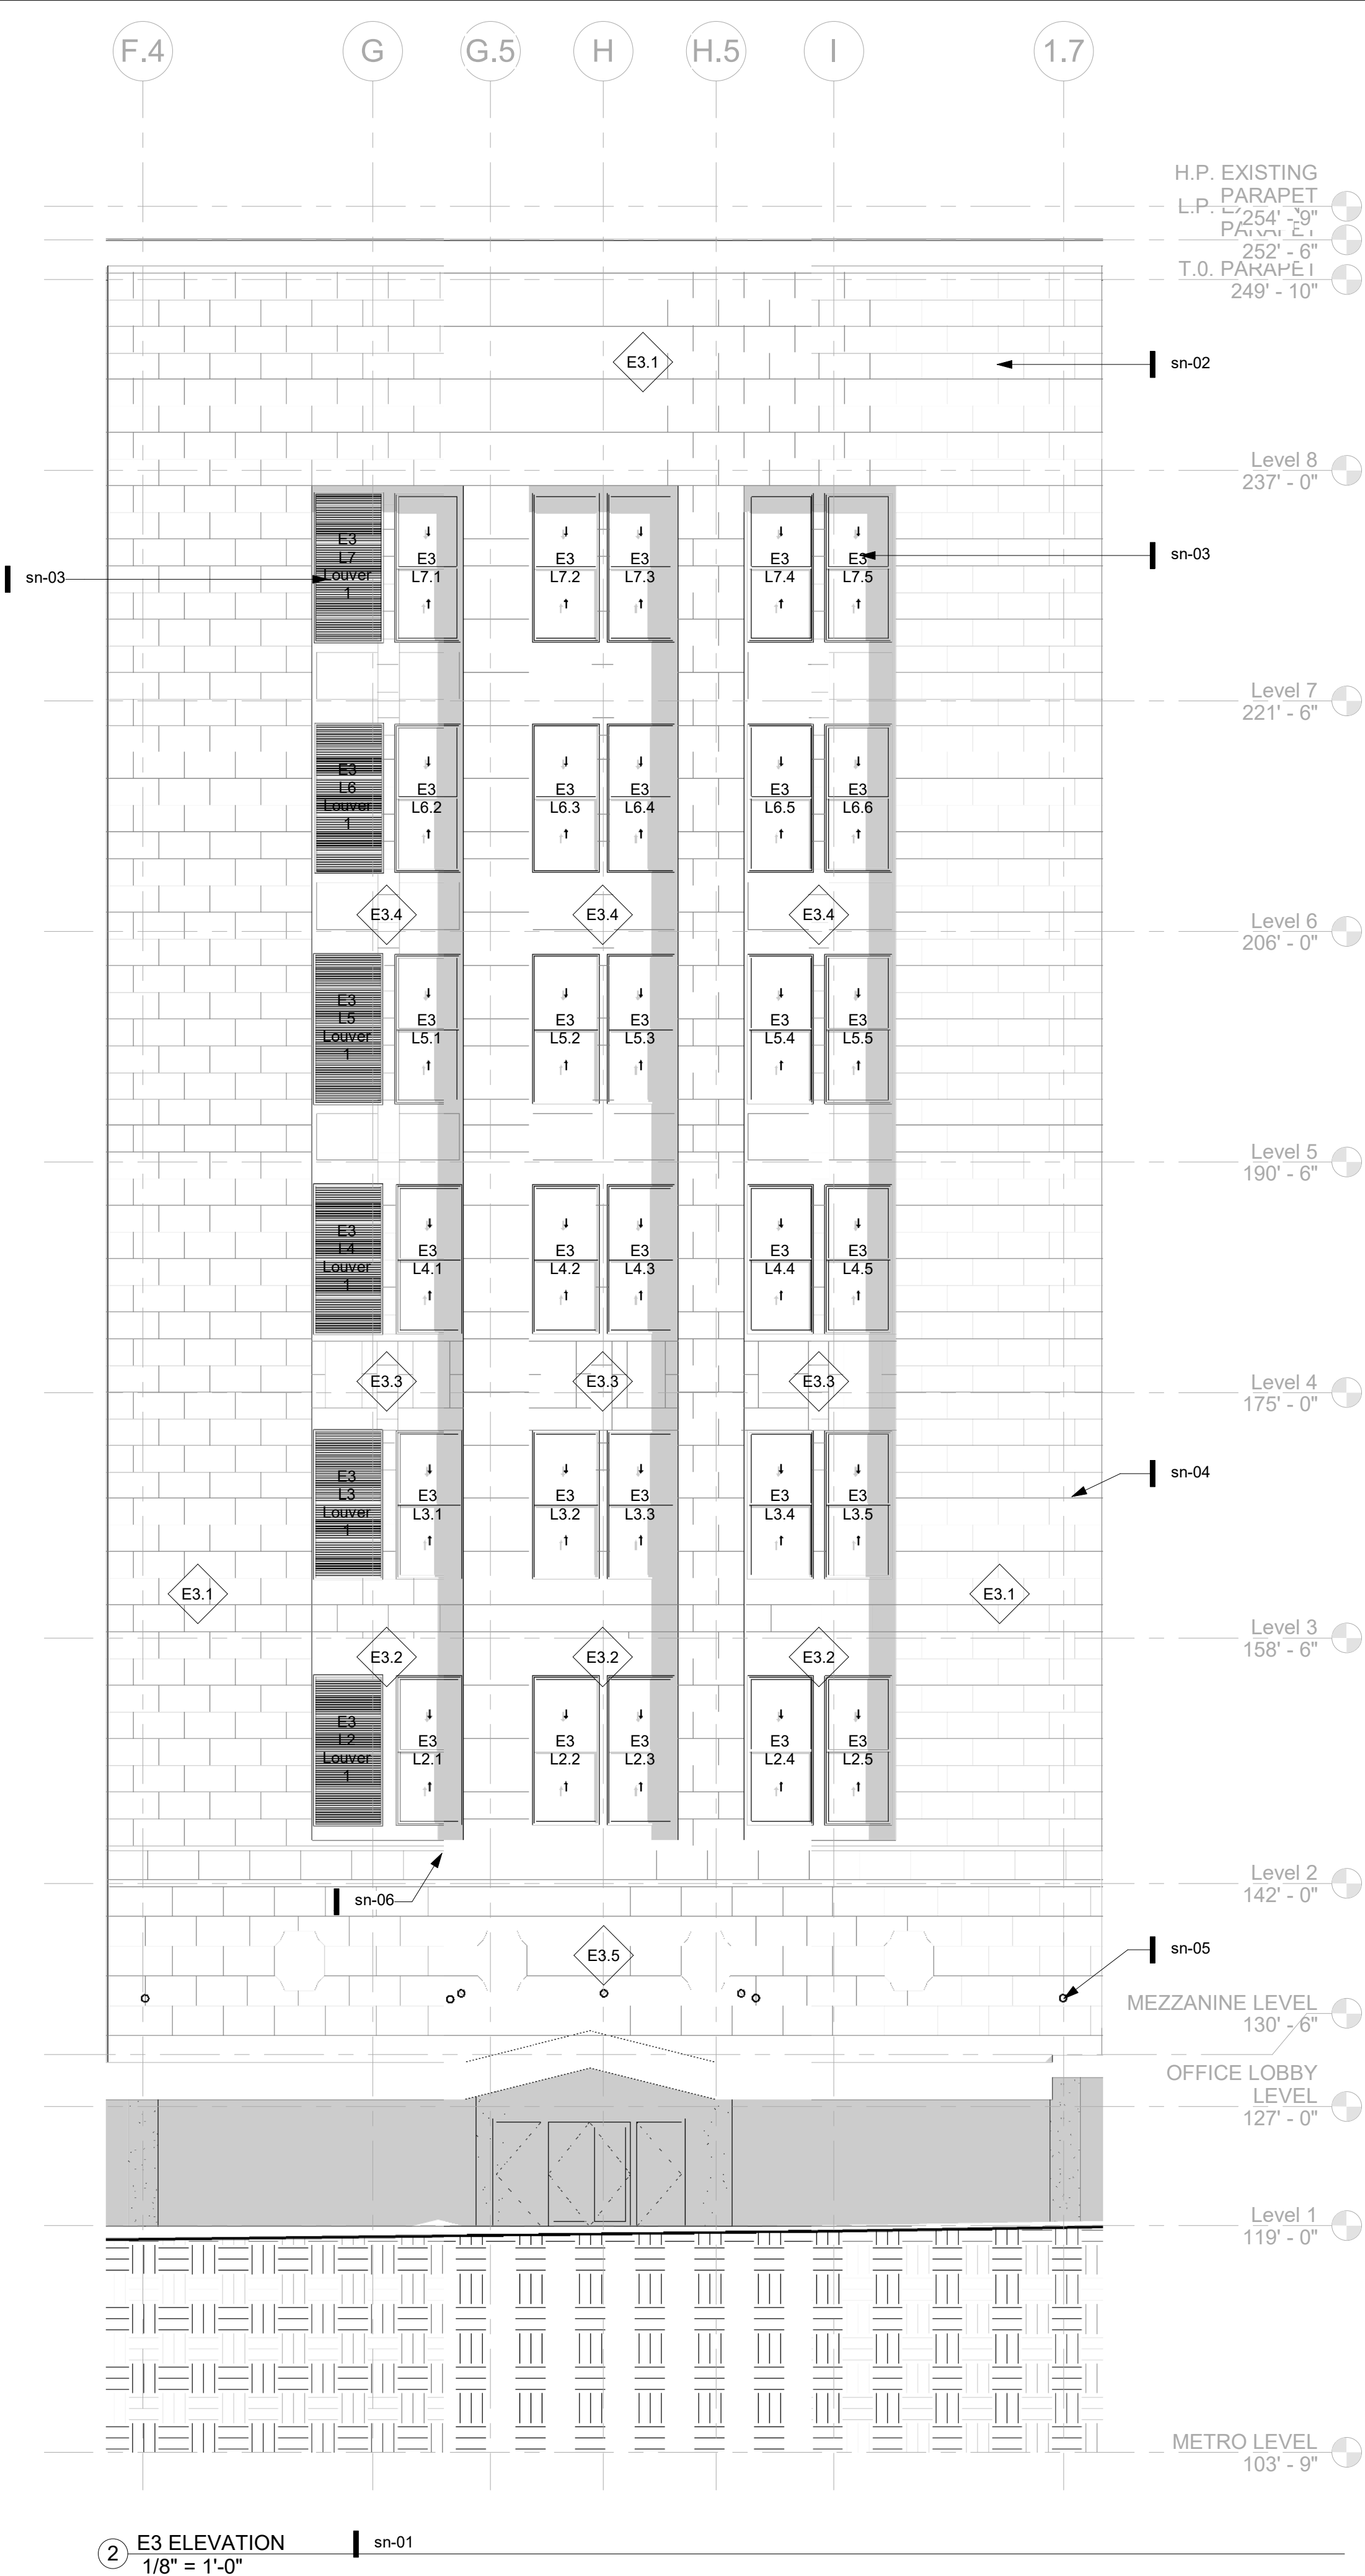 F.4
G
G.5
H
H.5
I
1.7
H.P. EXISTING
PARAPET
254' - 9"
L.P.
PARAPET
252' - 6"
T.0. PARAPET
249' - 10"
E3.1
sn-02
Level 8
237' - 0"
sn-03
sn-03
E3
L7
Louver
1
E3
L7.1
E3
L7.2
E3
L7.3
E3
L7.4
E3
L7.5
Level 7
221' - 6"
E3
L6
Louver
1
E3
L6.2
E3
L6.3
E3
L6.4
E3
L6.5
E3
L6.6
E3.4
E3.4
E3.4
Level 6
206' - 0"
E3
L5
Louver
1
E3
L5.1
E3
L5.2
E3
L5.3
E3
L5.4
E3
L5.5
Level 5
190' - 6"
E3
L4
Louver
1
E3
L4.1
E3
L4.2
E3
L4.3
E3
L4.4
E3
L4.5
E3.3
E3.3
E3.3
Level 4
175' - 0"
E3
L3
Louver
1
E3
L3.1
E3
L3.2
E3
L3.3
E3
L3.4
E3
L3.5
sn-04
E3.1
E3.1
Level 3
158' - 6"
E3.2
E3.2
E3.2
E3
L2
Louver
1
E3
L2.1
E3
L2.2
E3
L2.3
E3
L2.4
E3
L2.5
Level 2
142' - 0"
sn-06
E3.5
sn-05
MEZZANINE LEVEL
130' - 6"
OFFICE LOBBY
LEVEL
127' - 0"
Level 1
119' - 0"
METRO LEVEL
103' - 9"
2
E3 ELEVATION
1/8" = 1'-0"
sn-01